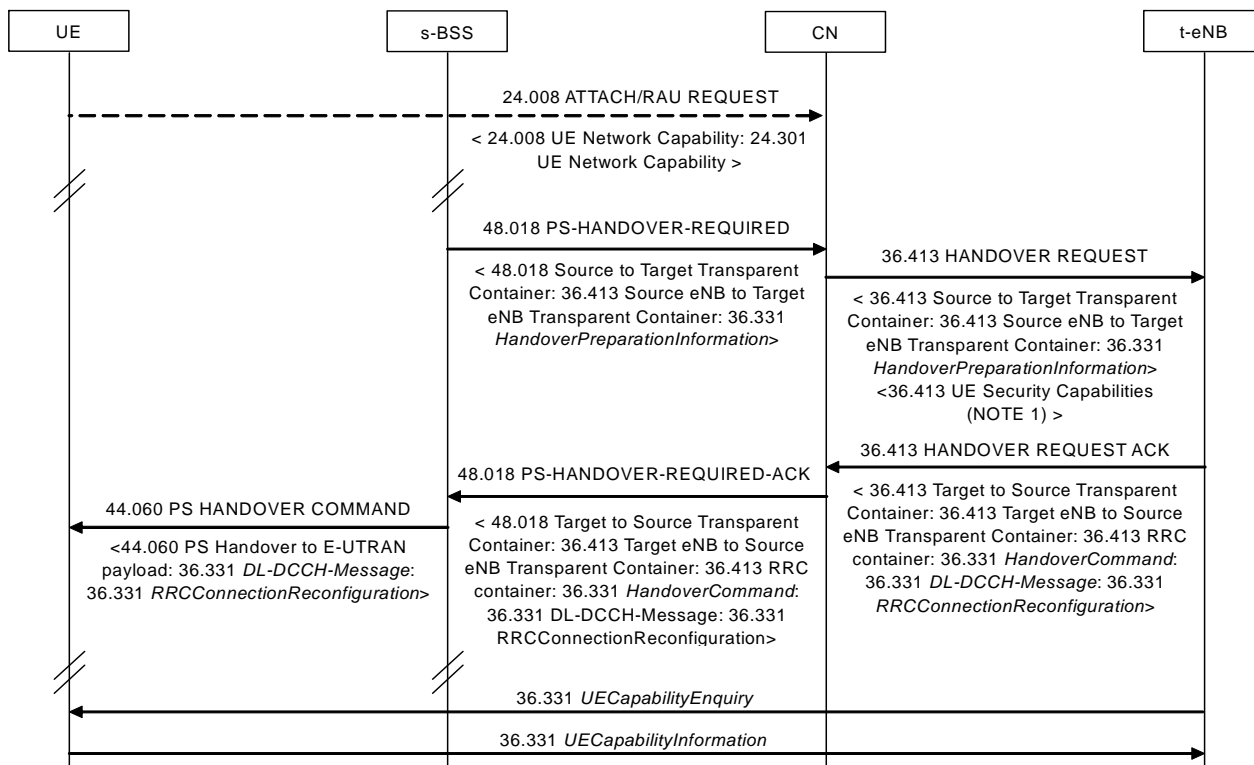 UE
s-BSS
CN
t-eNB
24.008 ATTACH/RAU REQUEST
< 24.008 UE Network Capability: 24.301
UE Network Capability >
48.018 PS-HANDOVER-REQUIRED
< 48.018 Source to Target Transparent
Container: 36.413 Source eNB to Target
eNB Transparent Container: 36.331
HandoverPreparationInformation>
36.413 HANDOVER REQUEST
< 36.413 Source to Target Transparent
Container: 36.413 Source eNB to Target
eNB Transparent Container: 36.331
HandoverPreparationInformation>
<36.413 UE Security Capabilities
(NOTE 1) >
36.413 HANDOVER REQUEST ACK
< 36.413 Target to Source Transparent
Container: 36.413 Target eNB to Source
eNB Transparent Container: 36.413 RRC
container: 36.331 HandoverCommand:
36.331 DL-DCCH-Message: 36.331
RRCConnectionReconfiguration>
48.018 PS-HANDOVER-REQUIRED-ACK
< 48.018 Target to Source Transparent
Container: 36.413 Target eNB to Source
eNB Transparent Container: 36.413 RRC
container: 36.331 HandoverCommand:
36.331 DL-DCCH-Message: 36.331
RRCConnectionReconfiguration>
44.060 PS HANDOVER COMMAND
<44.060 PS Handover to E-UTRAN
payload: 36.331 DL-DCCH-Message:
36.331 RRCConnectionReconfiguration>
36.331 UECapabilityEnquiry
36.331 UECapabilityInformation